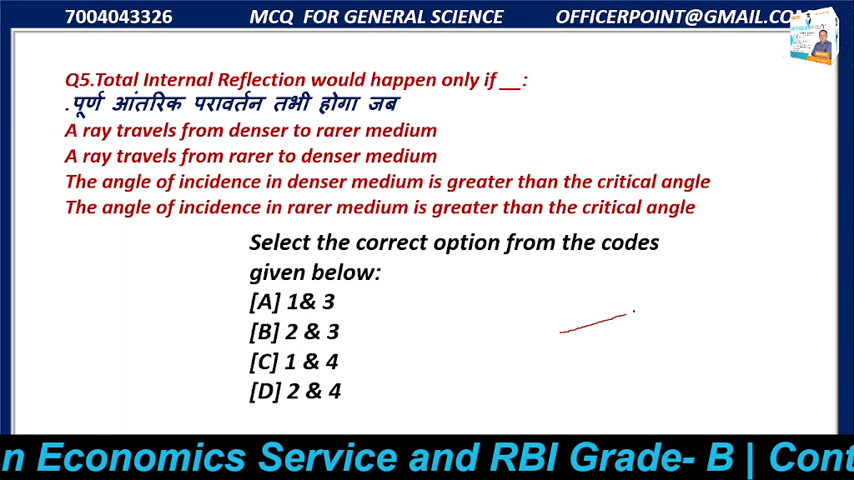 7004043326 MCQ FOR GENERAL SCIENCE OFFICERPOINT@GMAIL.COM
Q5.Total Internal Reflection would happen only if __:
.पूर्ण आंतरिक परावर्तन तभी होगा जब
A ray travels from denser to rarer medium
A ray travels from rarer to denser medium
The angle of incidence in denser medium is greater than the critical angle
The angle of incidence in rarer medium is greater than the critical angle
Select the correct option from the codes
given below:
[A] 1& 3
[B] 2 & 3
[C] 1 & 4
[D] 2 & 4
n Economics Service and RBI Grade- B | Cont